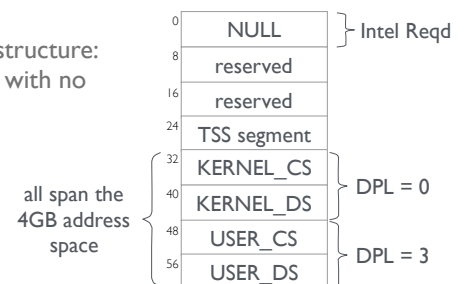 structure:
with no
0
NULL
Intel Reqd
8
reserved
16
reserved
24
TSS segment
32
KERNEL_CS
40
KERNEL_DS
DPL = 0
48
USER_CS
56
USER_DS
DPL = 3
all span the
4GB address
space